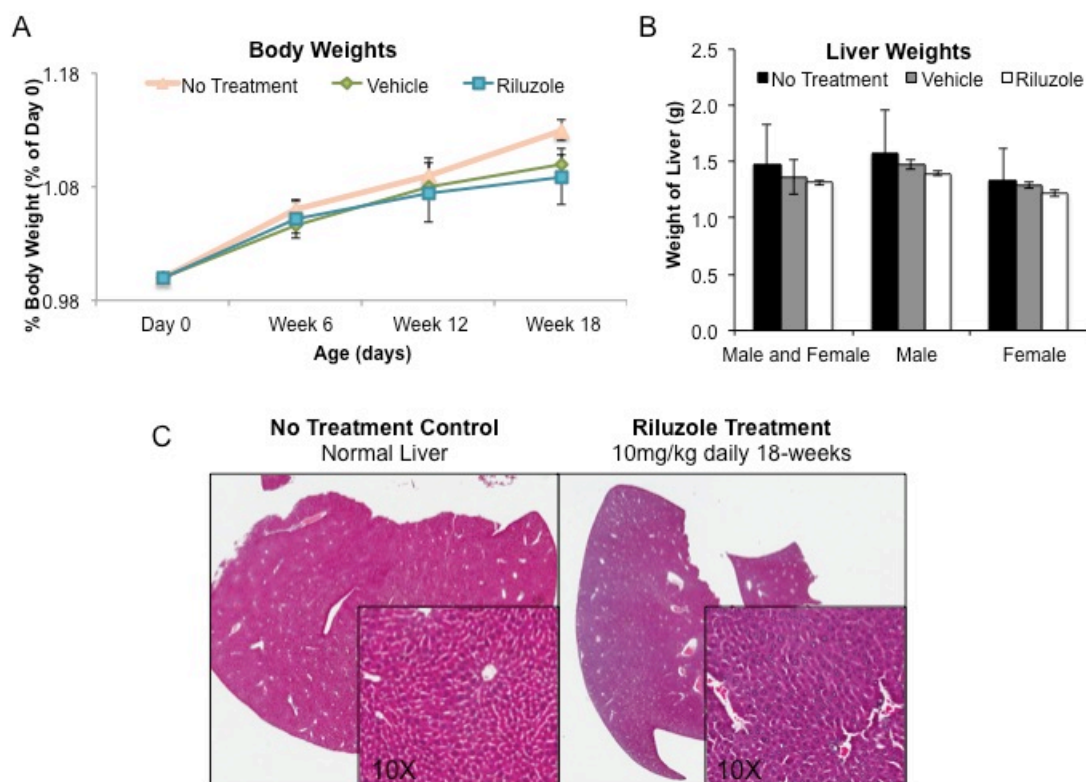 A
Body Weights
No Treatment Vehicle Riluzole
1.18
1.08
0.98
% Body Weight (% of Day 0)
Day 0 Week 6 Week 12 Week 18
Age (days)
B
Liver Weights
No Treatment Vehicle Riluzole
2.5
2.0
1.5
1.0
0.5
0.0
Weight of Liver (g)
Male and Female Male Female
C
No Treatment Control
Normal Liver
10X
Riluzole Treatment
10mg/kg daily 18-weeks
10X